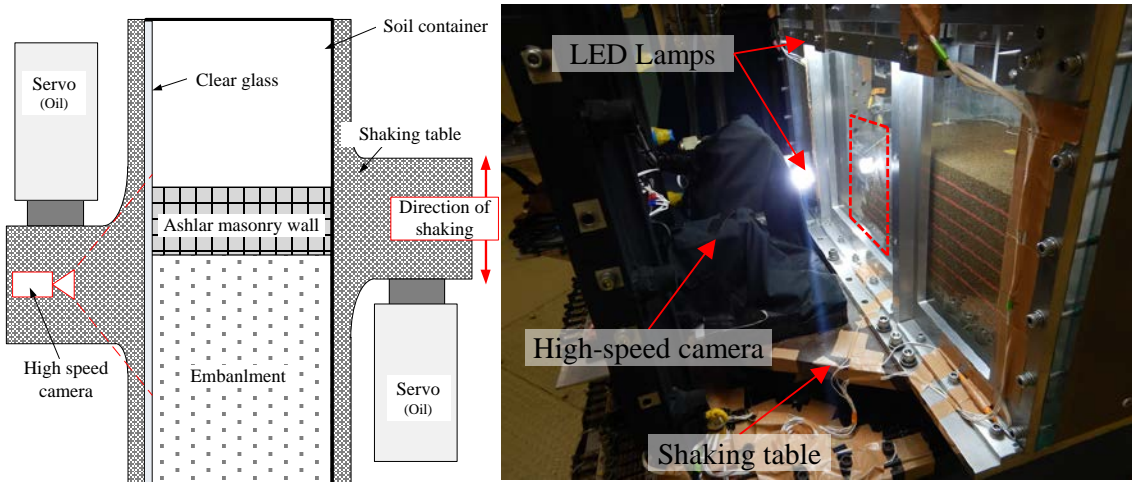 Soil container
Servo
(Oil)
Clear glass
Shaking table
Ashlar masonry wall
Direction of
shaking
High speed
camera
Embanlment
Servo
(Oil)
LED Lamps
High-speed camera
Shaking table